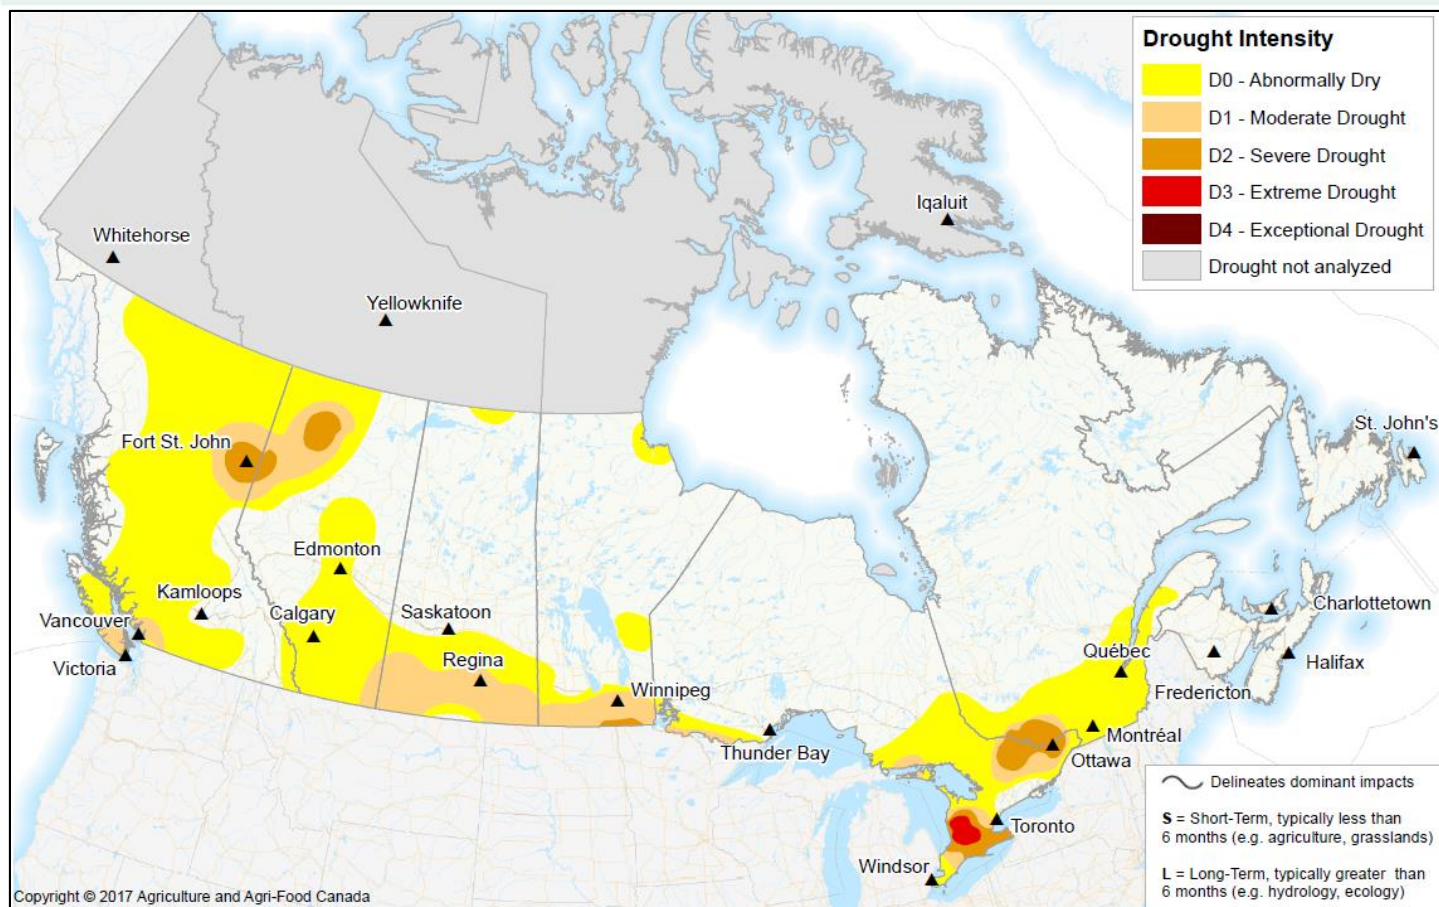 Drought Intensity
D0 - Abnormally Dry
D1 - Moderate Drought
D2 - Severe Drought
D3 - Extreme Drought
D4 - Exceptional Drought
Drought not analyzed
Iqaluit
Whitehorse
Yellowknife
St. John's
Fort St. John
Edmonton
Kamloops
Calgary
Saskatoon
Charlottetown
Vancouver
Victoria
Regina
Québec
Halifax
Winnipeg
Fredericton
Montréal
Thunder Bay
Ottawa
Toronto
Windsor
Delineates dominant impacts
S = Short-Term, typically less than
6 months (e.g. agriculture, grasslands)
L = Long-Term, typically greater than
6 months (e.g. hydrology, ecology)
Copyright © 2017 Agriculture and Agri-Food Canada